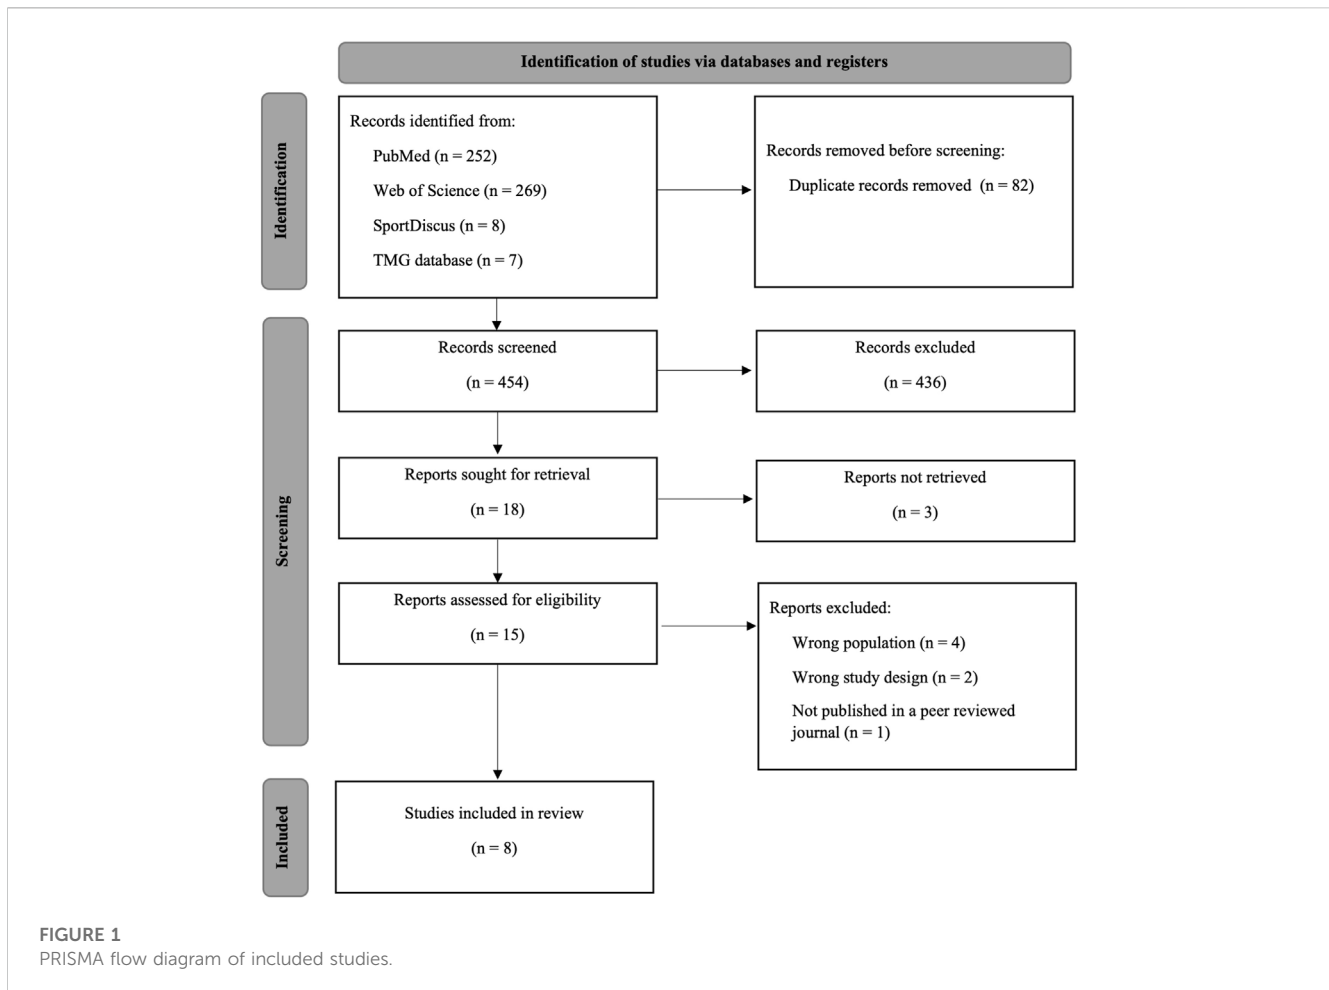 Identification of studies via databases and registers
Identification
Records identified from:
PubMed (n = 252)
Web of Science (n = 269)
SportDiscus (n = 8)
TMG database (n = 7)
Records removed before screening:
Duplicate records removed (n = 82)
Screening
Records screened
(n = 454)
Records excluded
(n = 436)
Reports sought for retrieval
(n = 18)
Reports not retrieved
(n = 3)
Reports assessed for eligibility
(n = 15)
Reports excluded:
Wrong population (n = 4)
Wrong study design (n = 2)
Not published in a peer reviewed
journal (n = 1)
Included
Studies included in review
(n = 8)
FIGURE 1
PRISMA flow diagram of included studies.